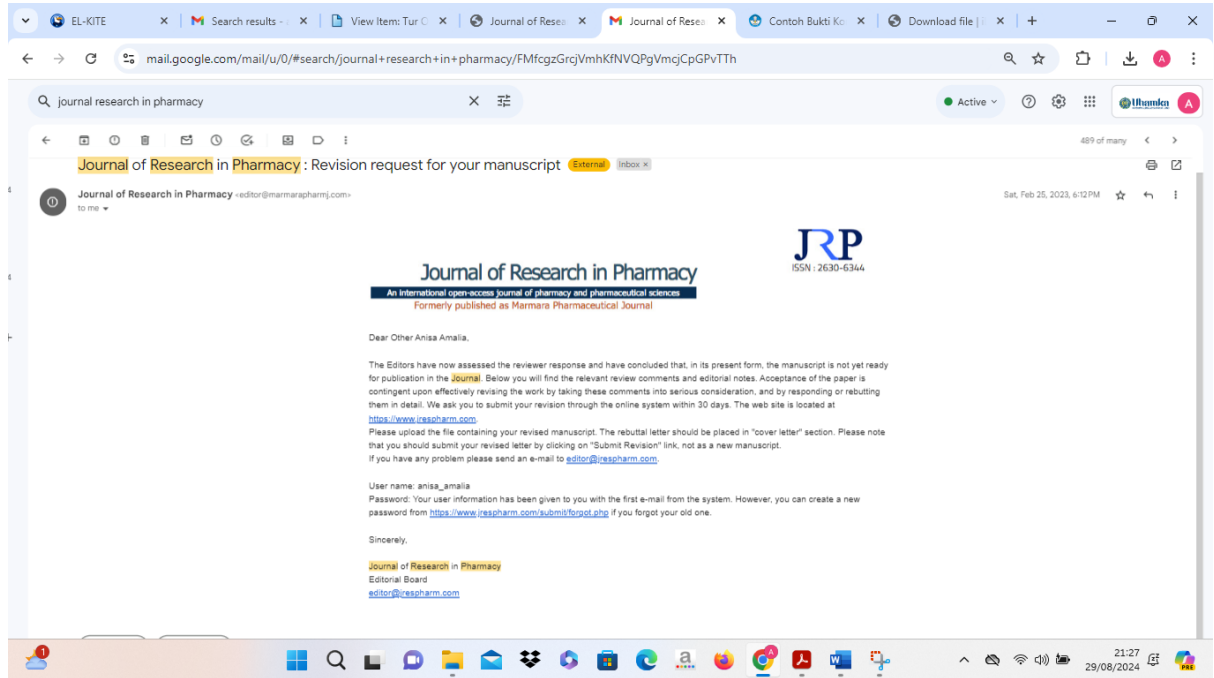 EL-KITE
Search results -
View Item: Tur
Journal of Resea
Journal of Resea
Contoh Bukti Ko
Download file |
mail.google.com/mail/u/0/#search/journal+research+in+pharmacy/FMfcgzGrcjVmhKfNVQPgVmcjCpGPvTTh
A
journal research in pharmacy
Active
Uhamka
A
489 of many
Journal of Research in Pharmacy : Revision request for your manuscript External Inbox ×
Journal of Research in Pharmacy <editor@marmarapharmj.com>
Sat, Feb 25, 2023, 6:12 PM
to me
JRP
ISSN : 2630-6344
Journal of Research in Pharmacy
An international open-access journal of pharmacy and pharmaceutical sciences
Formerly published as Marmara Pharmaceutical Journal
Dear Other Anisa Amalia,
The Editors have now assessed the reviewer response and have concluded that, in its present form, the manuscript is not yet ready
for publication in the Journal. Below you will find the relevant review comments and editorial notes. Acceptance of the paper is
contingent upon effectively revising the work by taking these comments into serious consideration, and by responding or rebutting
them in detail. We ask you to submit your revision through the online system within 30 days. The web site is located at
https://www.jrespharm.com.
Please upload the file containing your revised manuscript. The rebuttal letter should be placed in "cover letter" section. Please note
that you should submit your revised letter by clicking on "Submit Revision" link, not as a new manuscript.
If you have any problem please send an e-mail to editor@jrespharm.com.
User name: anisa_amalia
Password: Your user information has been given to you with the first e-mail from the system. However, you can create a new
password from https://www.jrespharm.com/submit/forgot.php if you forgot your old one.
Sincerely,
Journal of Research in Pharmacy
Editorial Board
editor@jrespharm.com
1
21:27
29/08/2024
PRE